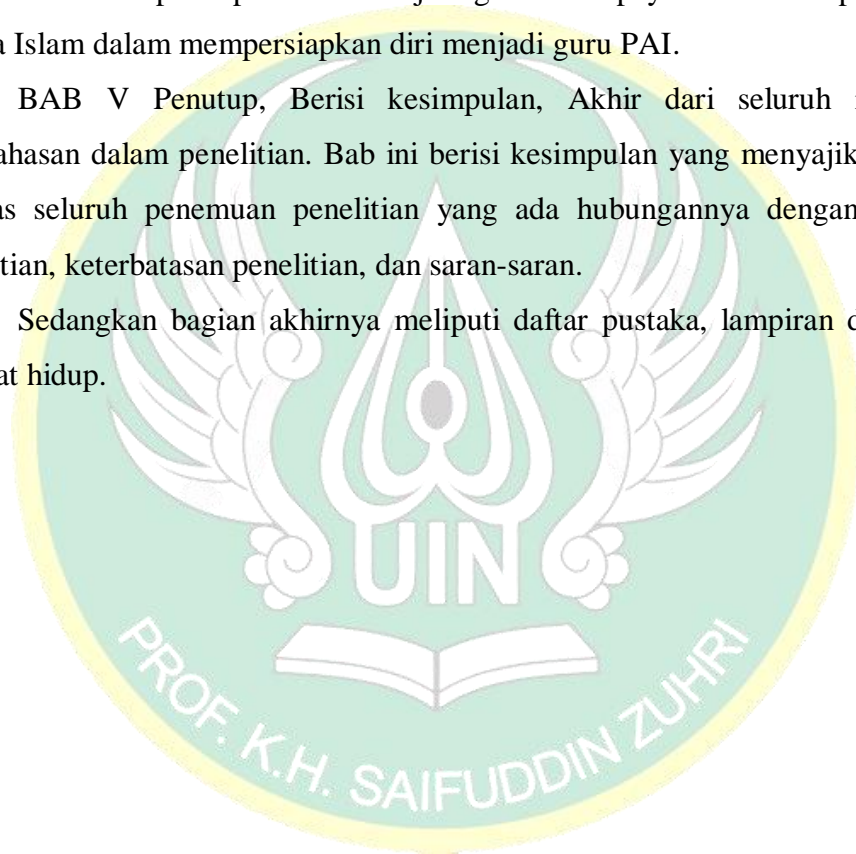 Islam dalam mempersiapkan diri menjadi guru PAI.
BAB V Penutup, Berisi kesimpulan, Akhir dari seluruh
ahasan dalam penelitian. Bab ini berisi kesimpulan yang menyajik
as seluruh penemuan penelitian yang ada hubungannya dengan
tian, keterbatasan penelitian, dan saran-saran.
Sedangkan bagian akhirnya meliputi daftar pustaka, lampiran d
at hidup.
UIN
PROF. K.H. SAIFUDDIN ZUHRI